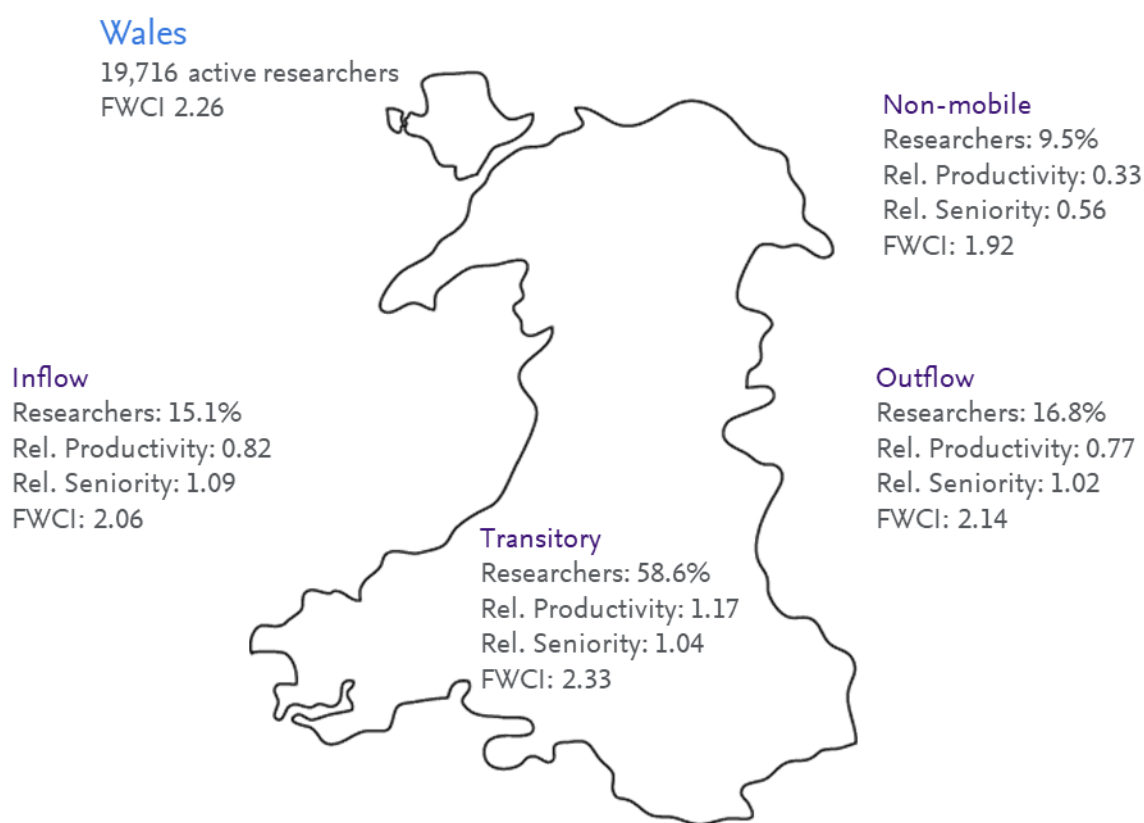 Wales
19,716 active researchers
FWCI 2.26
Non-mobile
Researchers: 9.5%
Rel. Productivity: 0.33
Rel. Seniority: 0.56
FWCI: 1.92
Inflow
Researchers: 15.1%
Rel. Productivity: 0.82
Rel. Seniority: 1.09
FWCI: 2.06
Outflow
Researchers: 16.8%
Rel. Productivity: 0.77
Rel. Seniority: 1.02
FWCI: 2.14
Transitory
Researchers: 58.6%
Rel. Productivity: 1.17
Rel. Seniority: 1.04
FWCI: 2.33